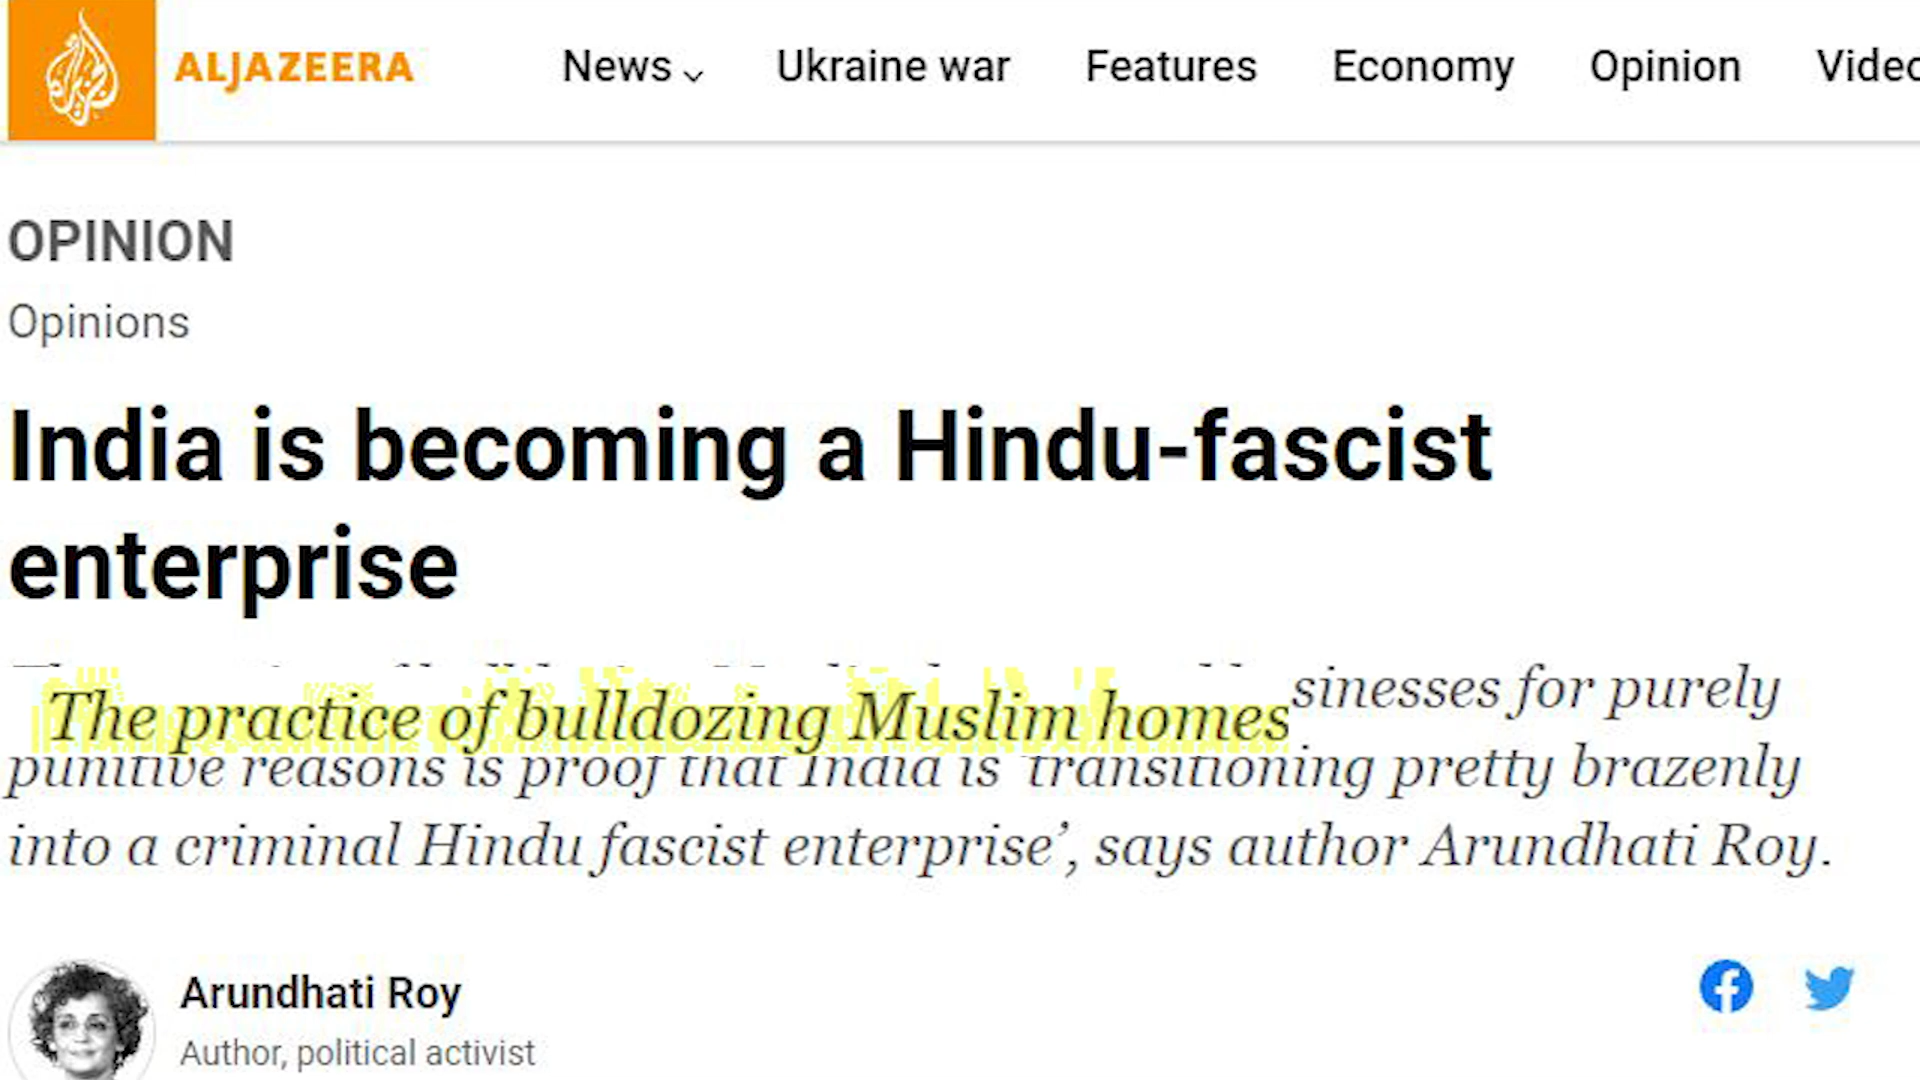 ALJAZEERA
News Ukraine war Features Economy Opinion Video
OPINION
Opinions
India is becoming a Hindu-fascist
enterprise
The practice of bulldozing Muslim homes sinesses for purely
punitive reasons is proof that India is ‘transitioning pretty brazenly
into a criminal Hindu fascist enterprise’, says author Arundhati Roy.
Arundhati Roy
Author, political activist